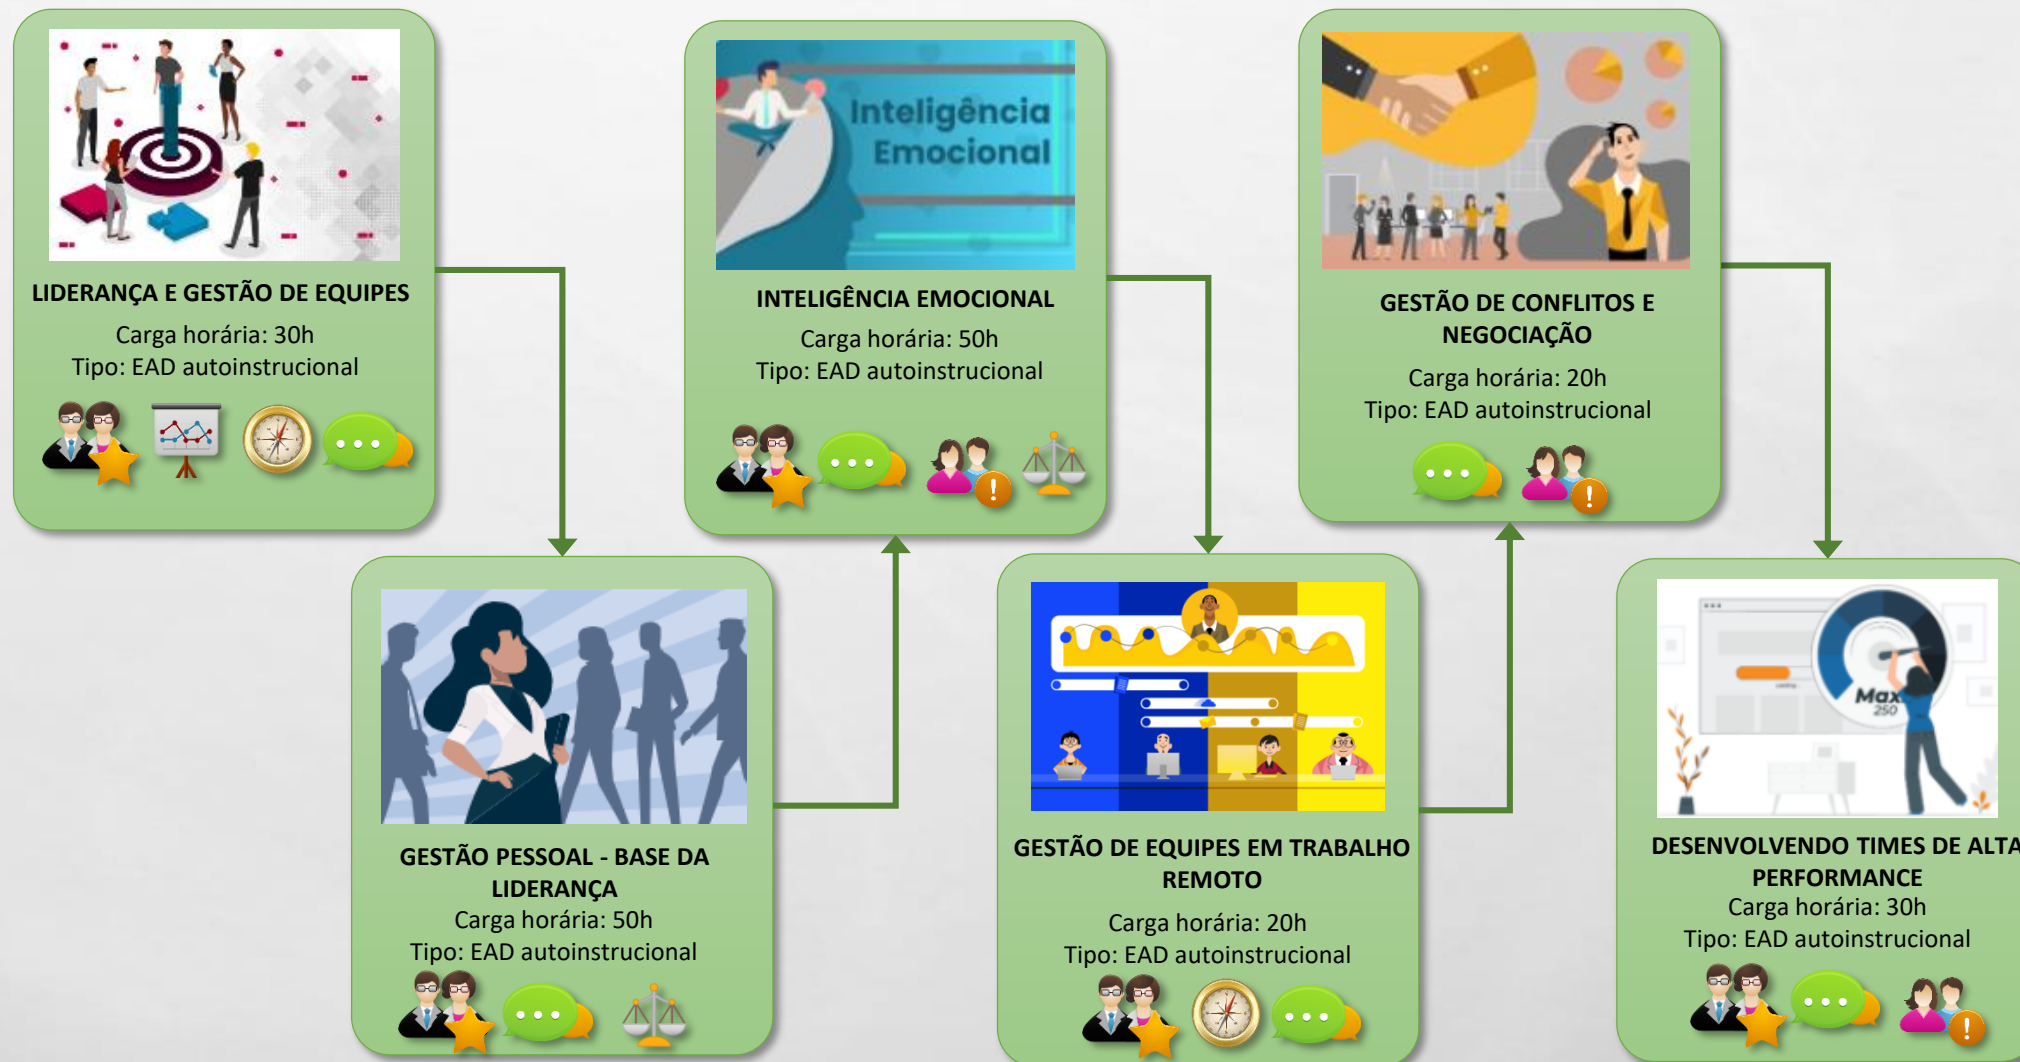 LIDERANÇA E GESTÃO DE EQUIPES
Carga horária: 30h
Tipo: EAD autoinstrucional
GESTÃO PESSOAL - BASE DA
LIDERANÇA
Carga horária: 50h
Tipo: EAD autoinstrucional
Inteligência
Emocional
INTELIGÊNCIA EMOCIONAL
Carga horária: 50h
Tipo: EAD autoinstrucional
GESTÃO DE EQUIPES EM TRABALHO
REMOTO
Carga horária: 20h
Tipo: EAD autoinstrucional
GESTÃO DE CONFLITOS E
NEGOCIAÇÃO
Carga horária: 20h
Tipo: EAD autoinstrucional
Max
250
DESENVOLVENDO TIMES DE ALTA
PERFORMANCE
Carga horária: 30h
Tipo: EAD autoinstrucional